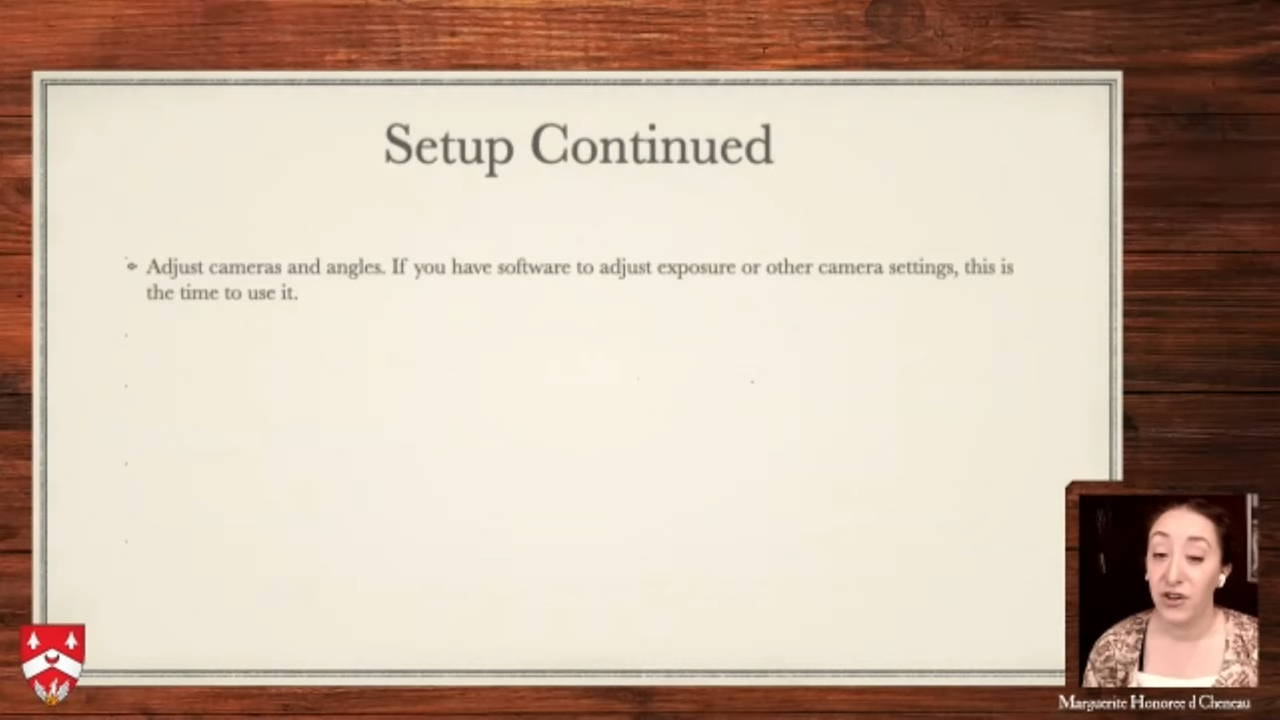 Setup Continued
Adjust cameras and angles. If you have software to adjust exposure or other camera settings, this is
the time to use it.
Marguerite Honoree d Cheneau